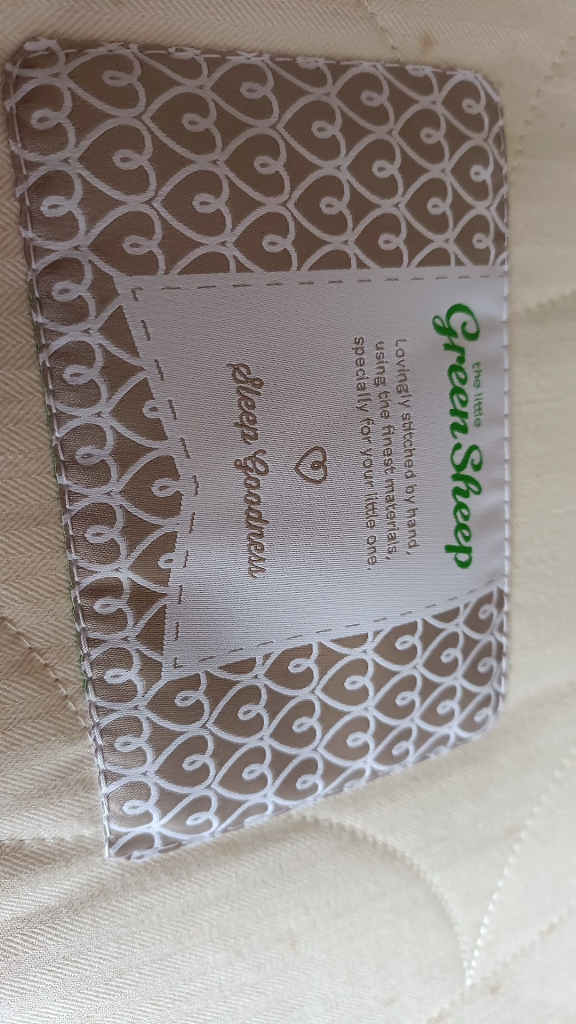 the little
Green Sheep
Lovingly stitched by hand,
using the finest materials,
specially for your little one.
Sleep Goodness